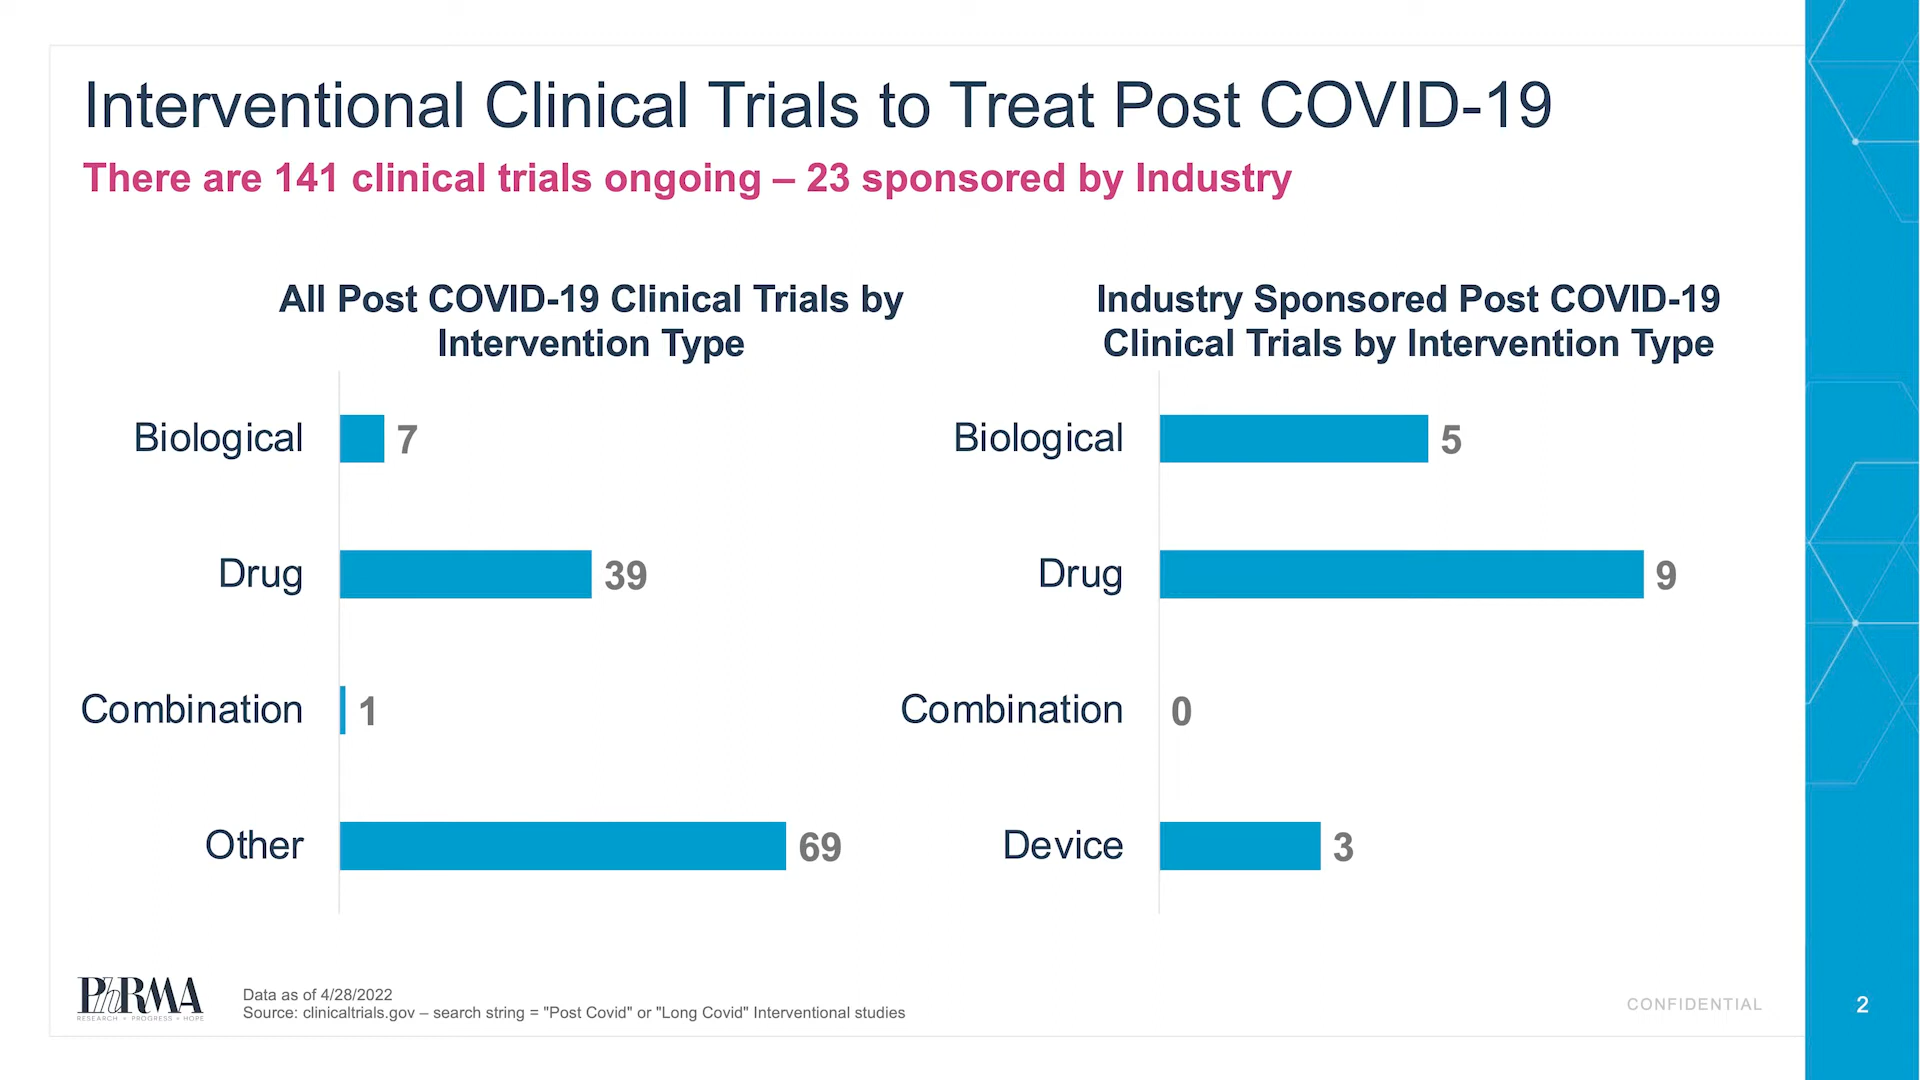 Interventional Clinical Trials to Treat Post COVID-19
There are 141 clinical trials ongoing – 23 sponsored by Industry
All Post COVID-19 Clinical Trials by
Intervention Type
Biological
7
Drug
39
Combination
1
Other
69
Industry Sponsored Post COVID-19
Clinical Trials by Intervention Type
Biological
5
Drug
9
Combination
0
Device
3
PhRMA
RESEARCH • PROGRESS • HOPE
Data as of 4/28/2022
Source: clinicaltrials.gov – search string = "Post Covid" or "Long Covid" Interventional studies
CONFIDENTIAL
2